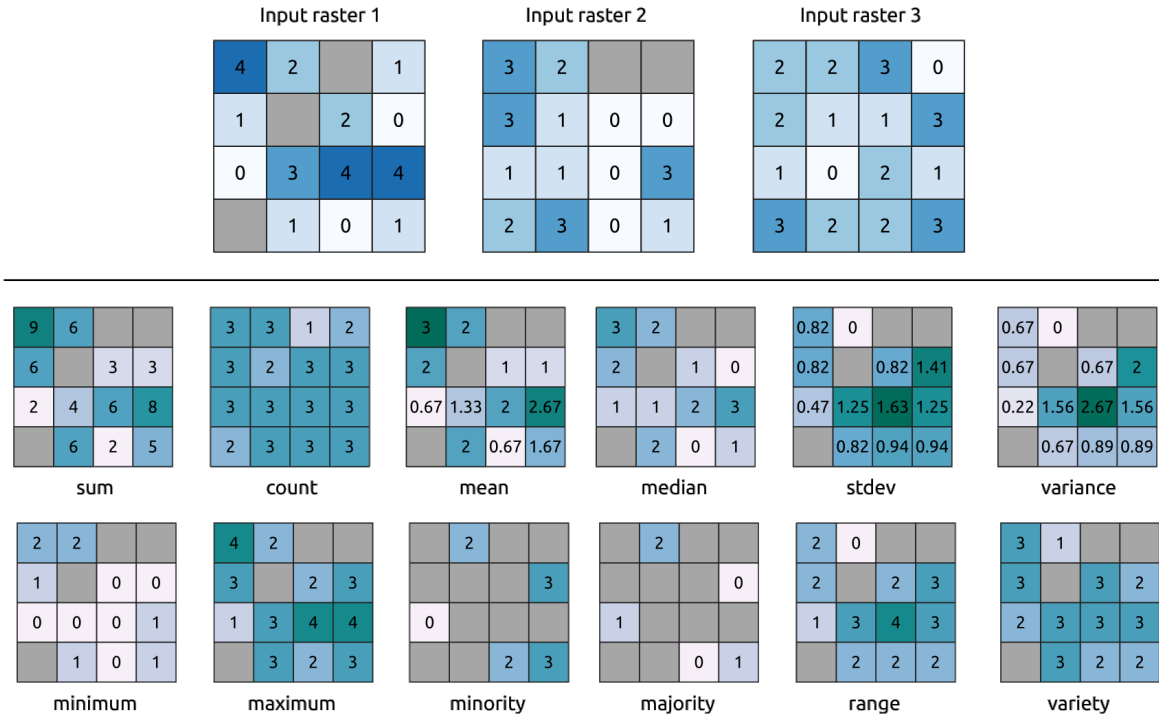 Input raster 1 Input raster 2 Input raster 3
4 2 1 3 2 2 2 3 0
1 2 0 3 1 0 0 2 1 1 3
0 3 4 4 1 1 0 3 1 0 2 1
1 0 1 2 3 0 1 3 2 2 3
9 6 3 3 1 2 3 2 3 2 0.82 0 0.67 0
6 3 3 3 2 3 3 2 1 1 2 1 0 0.82 0.82 1.41 0.67 0.67 2
2 4 6 8 3 3 3 3 0.67 1.33 2 2.67 1 1 2 3 0.47 1.25 1.63 1.25 0.22 1.56 2.67 1.56
6 2 5 2 3 3 3 2 0.67 1.67 2 0 1 0.82 0.94 0.94 0.67 0.89 0.89
sum count mean median stdev variance
2 2 4 2 2 2 2 0 3 1
1 0 0 3 2 3 3 0 2 2 3 3 3 2
0 0 0 1 1 3 4 4 0 1 1 3 4 3 2 3 3 3
1 0 1 3 2 3 2 3 0 1 2 2 2 3 2 2
minimum maximum minority majority range variety